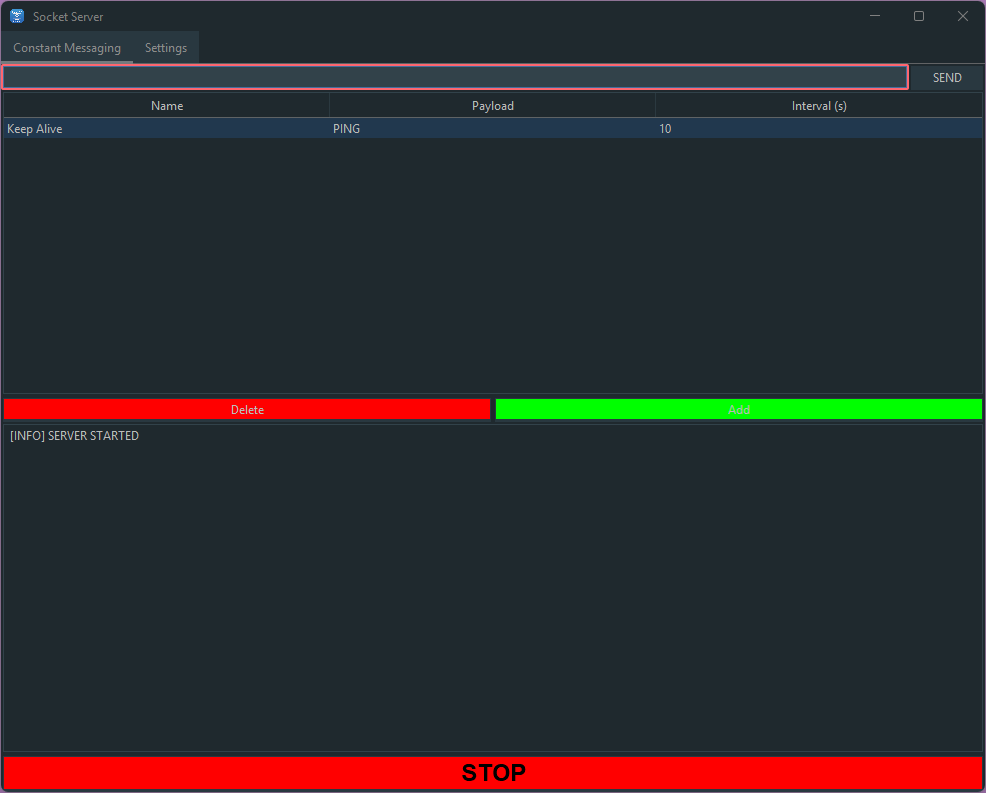 Socket Server
Constant Messaging Settings
SEND
Name Payload Interval (s)
Keep Alive PING 10
Delete Add
[INFO] SERVER STARTED
STOP